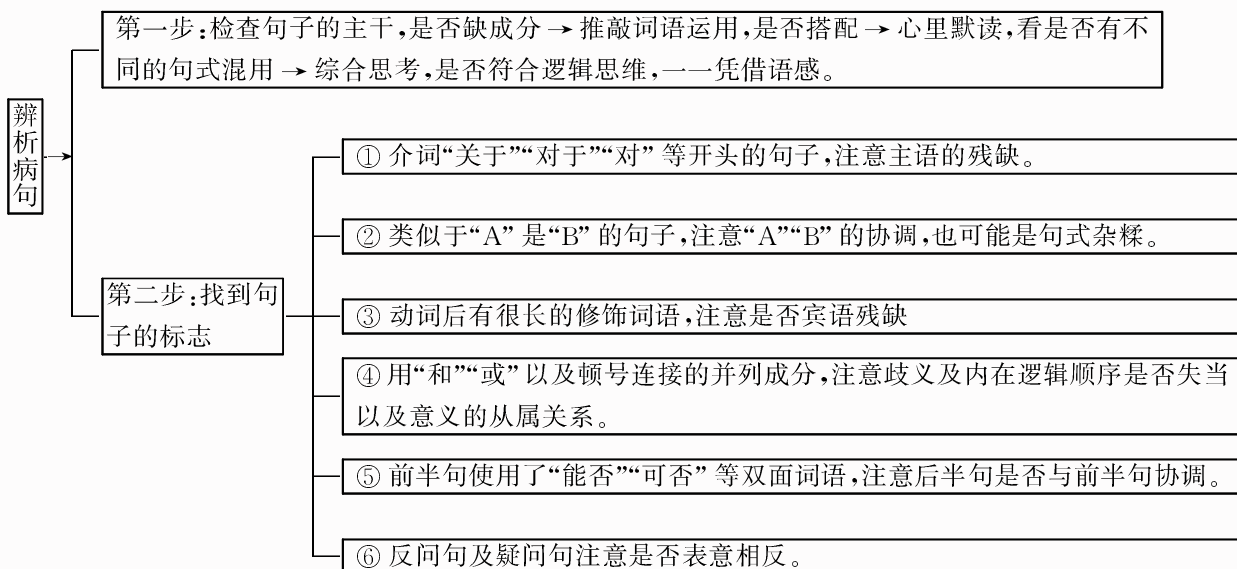 辨析病句
第一步:检查句子的主干,是否缺成分→推敲词语运用,是否搭配→心里默读,看是否有不
同的句式混用→综合思考,是否符合逻辑思维,一一凭借语感。
第二步:找到句
子的标志
①介词“关于”“对于”“对”等开头的句子,注意主语的残缺。
②类似于“A”是“B”的句子,注意“A”“B”的协调,也可能是句式杂糅。
③动词后有很长的修饰词语,注意是否宾语残缺
④用“和”“或”以及顿号连接的并列成分,注意歧义及内在逻辑顺序是否失当
以及意义的从属关系。
⑤前半句使用了“能否”“可否”等双面词语,注意后半句是否与前半句协调。
⑥反问句及疑问句注意是否表意相反。